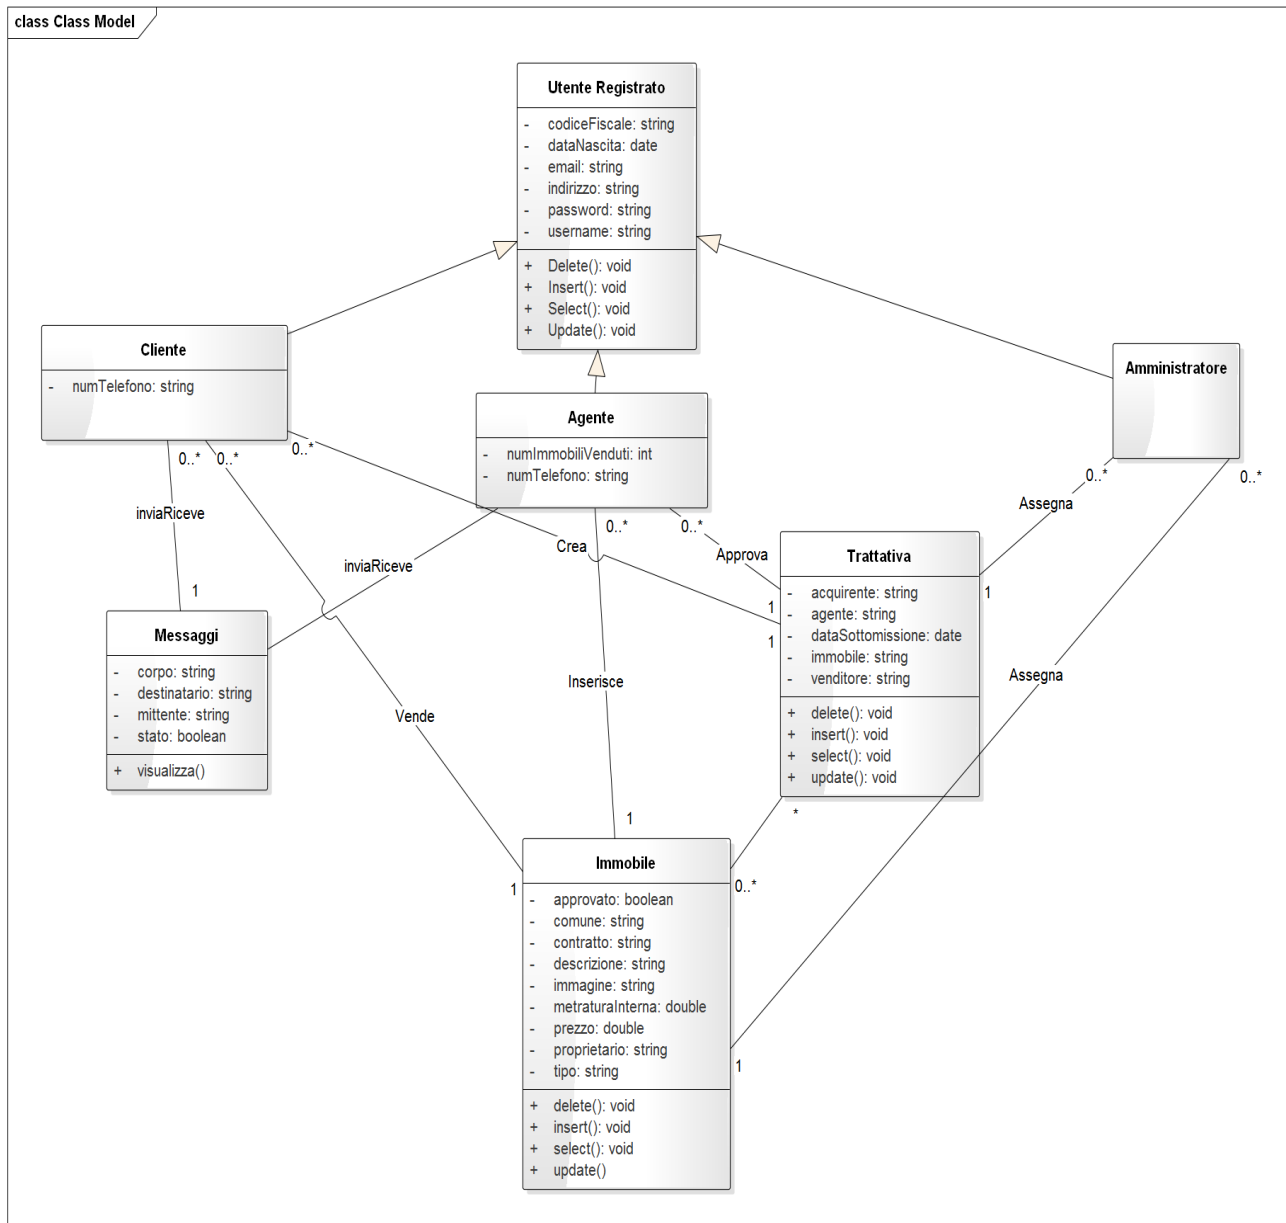 class Class Model
Utente Registrato
- codiceFiscale: string
- dataNascita: date
- email: string
- indirizzo: string
- password: string
- username: string
+ Delete(): void
+ Insert(): void
+ Select(): void
+ Update(): void
Cliente
- numTelefono: string
Agente
- numImmobiliVenduti: int
- numTelefono: string
Amministratore
0..*
0..*
0..*
0..*
0..*
0..*
0..*
inviaRiceve
inviaRiceve
Crea
Approva
Assegna
1
1
1
1
Trattativa
- acquirente: string
- agente: string
- dataSottomissione: date
- immobile: string
- venditore: string
+ delete(): void
+ insert(): void
+ select(): void
+ update(): void
Messaggi
- corpo: string
- destinatario: string
- mittente: string
- stato: boolean
+ visualizza()
Inserisce
Assegna
Vende
*
1
1
0..*
1
Immobile
- approvato: boolean
- comune: string
- contratto: string
- descrizione: string
- immagine: string
- metraturaInterna: double
- prezzo: double
- proprietario: string
- tipo: string
+ delete(): void
+ insert(): void
+ select(): void
+ update()